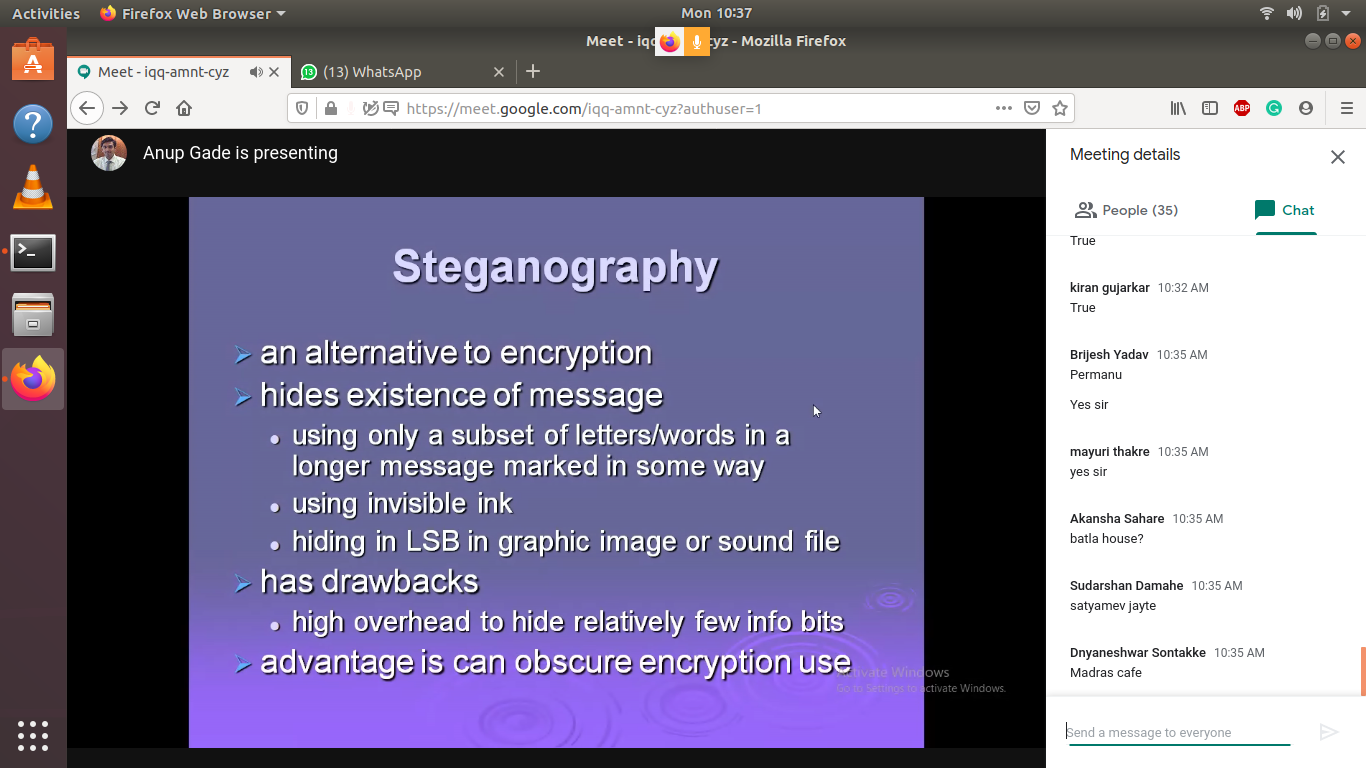 Activities
Firefox Web Browser
Mon 10:37
Meet - iqq
cyz - Mozilla Firefox
Meet - iqq-amnt-cyz
13
(13) WhatsApp
https://meet.google.com/iqq-amnt-cyz?authuser=1
ABP
Anup Gade is presenting
Steganography
an alternative to encryption
hides existence of message
using only a subset of letters/words in a
longer message marked in some way
using invisible ink
hiding in LSB in graphic image or sound file
has drawbacks
high overhead to hide relatively few info bits
advantage is can obscure encryption use
Activate Windows
Go to Settings to activate Windows.
Meeting details
People (35)
Chat
True
kiran gujarkar 10:32 AM
True
Brijesh Yadav 10:35 AM
Permanu
Yes sir
mayuri thakre 10:35 AM
yes sir
Akansha Sahare 10:35 AM
batla house?
Sudarshan Damahe 10:35 AM
satyamev jayte
Dnyaneshwar Sontakke 10:35 AM
Madras cafe
Send a message to everyone